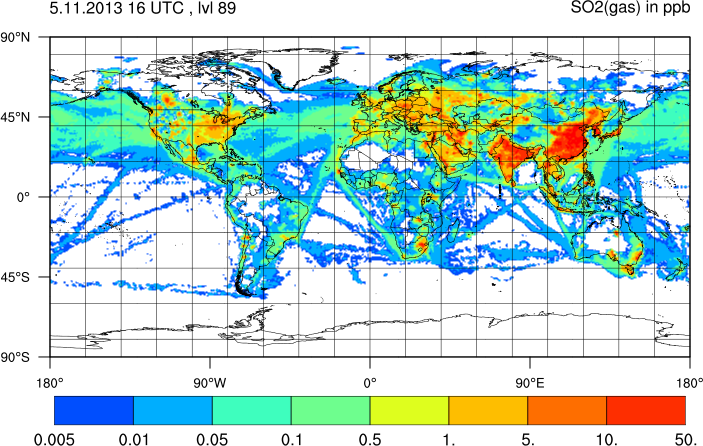 5.11.2013 16 UTC , lvl 89 SO2(gas) in ppb
90°N
45°N
0°
45°S
90°S
180° 90°W 0° 90°E 180°
0.005 0.01 0.05 0.1 0.5 1. 5. 10. 50.